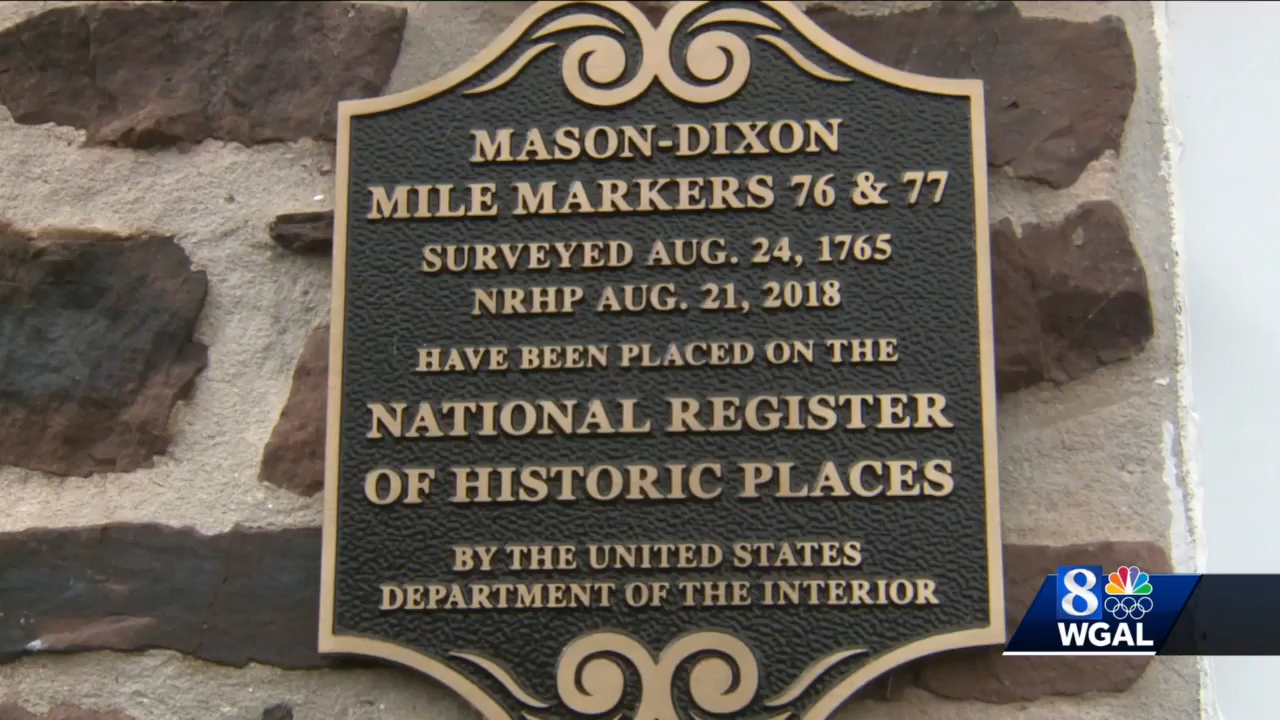 MASON-DIXON
MILE MARKERS 76 & 77
SURVEYED AUG. 24, 1765
NRHP AUG. 21, 2018
HAVE BEEN PLACED ON THE
NATIONAL REGISTER
OF HISTORIC PLACES
BY THE UNITED STATES
DEPARTMENT OF THE INTERIOR
8
WGAL